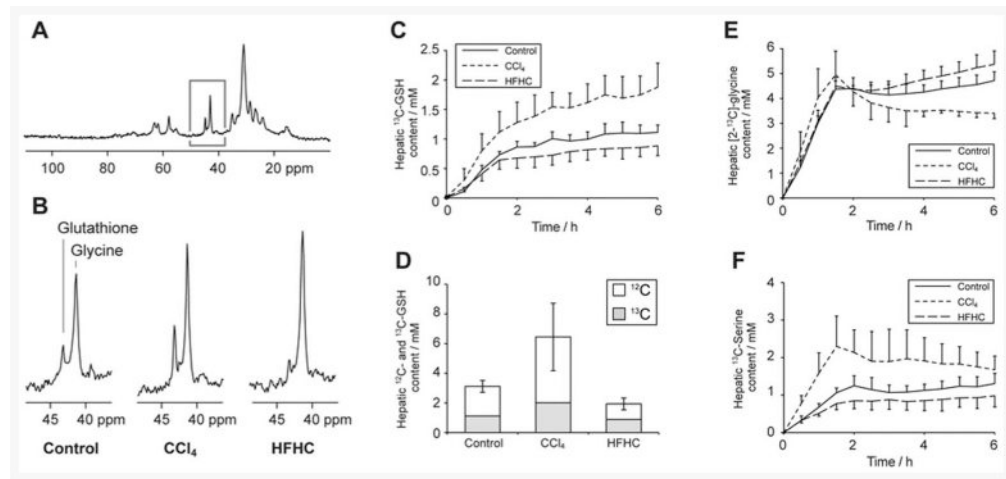 A
100
80
60
40
20 ppm
B
Glutathione
Glycine
45
40 ppm
45
40 ppm
45
40 ppm
Control
CCl₄
HFHC
C
Hepatic ¹³C-GSH
content / mM
2.5
2
1.5
1
0.5
0
Control
CCl₄
HFHC
0
2
4
6
Time / h
D
Hepatic ¹²C- and ¹³C-GSH
content / mM
10
8
6
4
2
0
¹²C
¹³C
Control
CCl₄
HFHC
E
Hepatic [2-¹³C]-glycine
content / mM
6
5
4
3
2
1
0
Control
CCl₄
HFHC
0
2
4
6
Time / h
F
Hepatic ¹³C-Serine
content / mM
4
3
2
1
0
Control
CCl₄
HFHC
0
2
4
6
Time / h